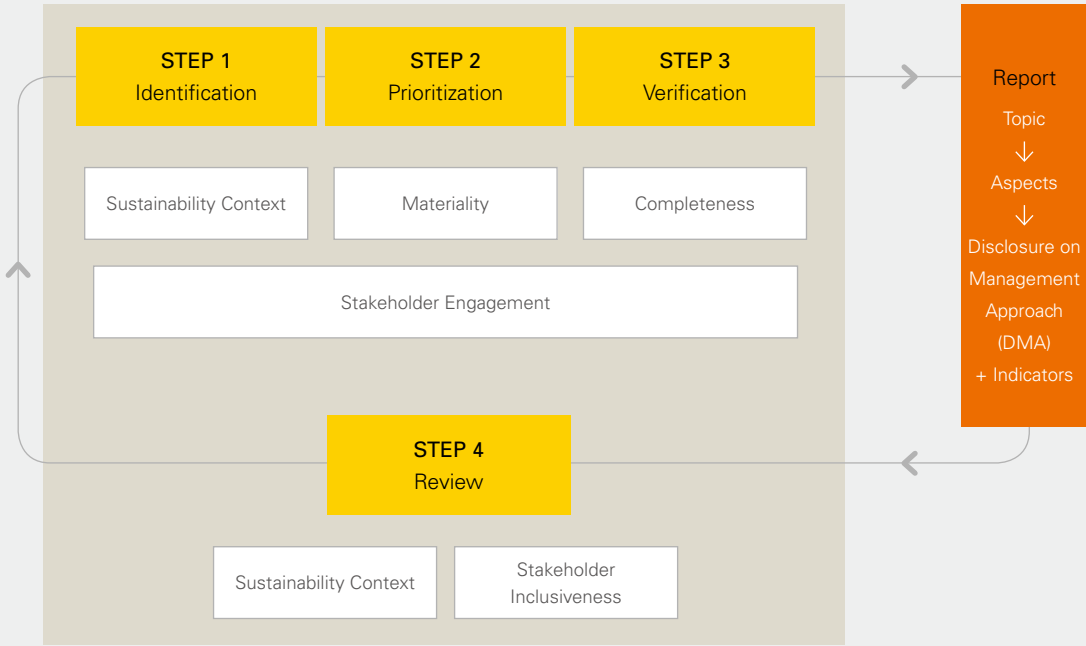 STEP 1
Identification
STEP 2
Prioritization
STEP 3
Verification
Sustainability Context
Materiality
Completeness
Stakeholder Engagement
Report
Topic
↓
Aspects
↓
Disclosure on
Management
Approach
(DMA)
+ Indicators
STEP 4
Review
Sustainability Context
Stakeholder
Inclusiveness